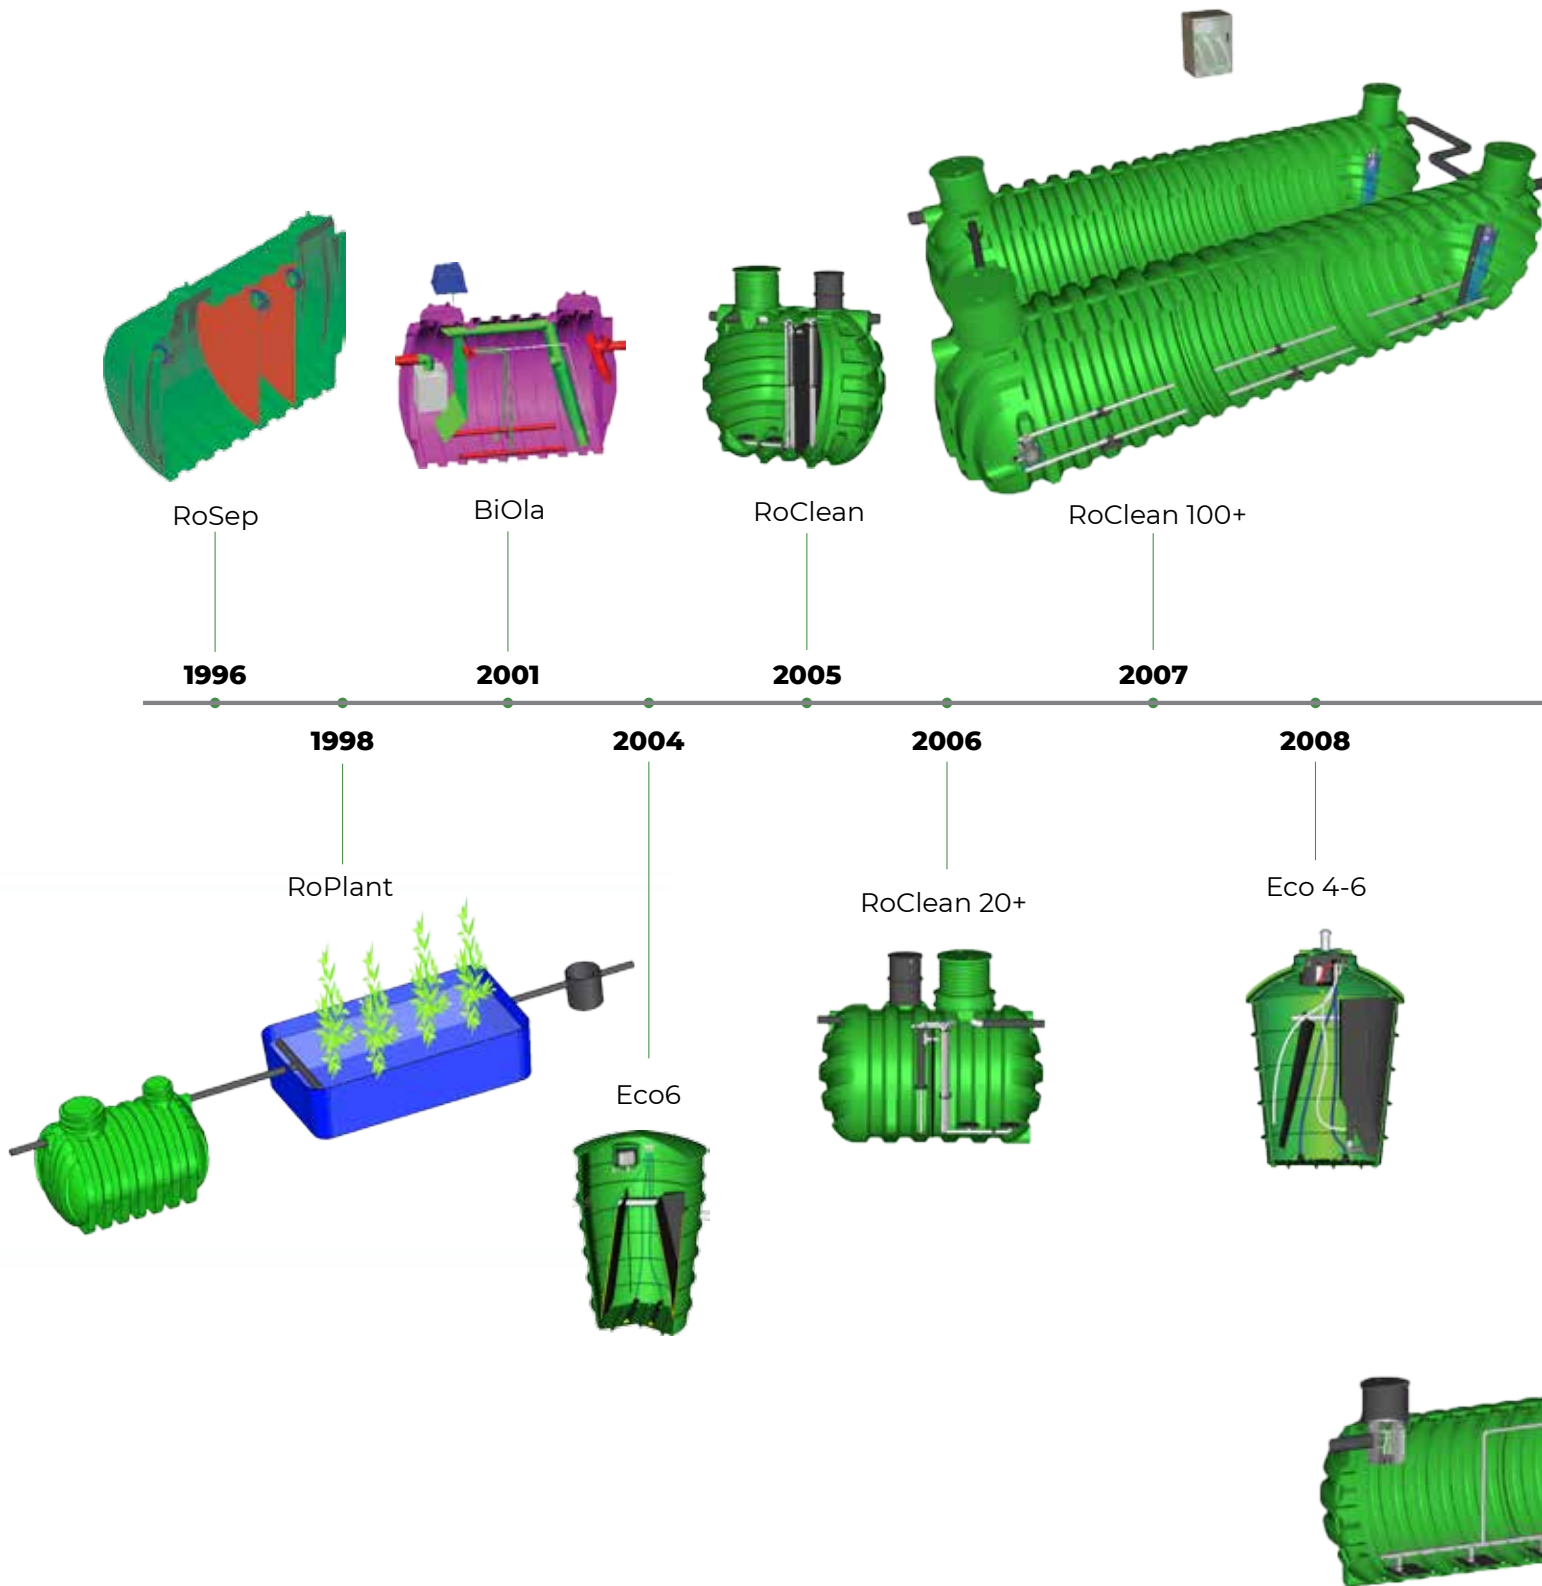 RoSep
BiOla
RoClean
RoClean 100+
1996
2001
2005
2007
1998
2004
2006
2008
RoPlant
RoClean 20+
Eco 4-6
Eco6